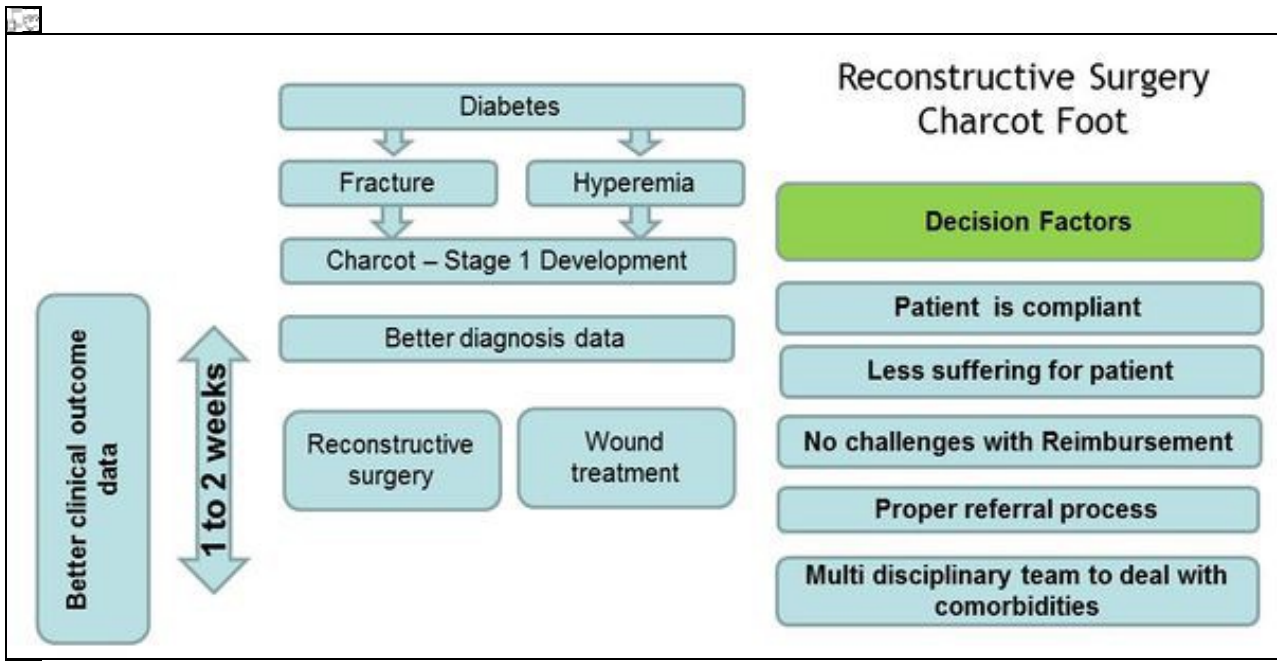 Reconstructive Surgery
Charcot Foot
Diabetes
Fracture
Hyperemia
Charcot – Stage 1 Development
Better diagnosis data
Reconstructive
surgery
Wound
treatment
Better clinical outcome
data
1 to 2 weeks
Decision Factors
Patient is compliant
Less suffering for patient
No challenges with Reimbursement
Proper referral process
Multi disciplinary team to deal with
comorbidities